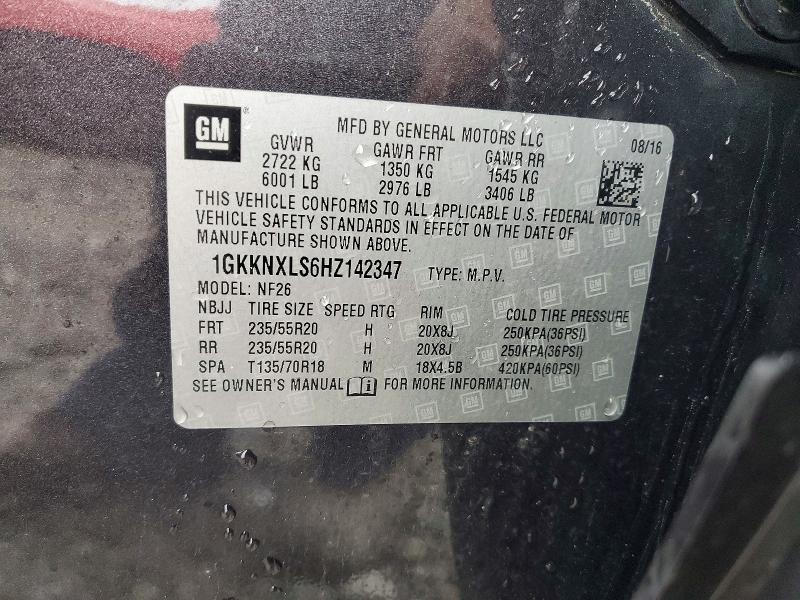 GM
MFD BY GENERAL MOTORS LLC 08/16
GVWR GAWR FRT GAWR RR
2722 KG 1350 KG 1545 KG
6001 LB 2976 LB 3406 LB
THIS VEHICLE CONFORMS TO ALL APPLICABLE U.S. FEDERAL MOTOR
VEHICLE SAFETY STANDARDS IN EFFECT ON THE DATE OF
MANUFACTURE SHOWN ABOVE.
1GKKNXLS6HZ142347 TYPE: M.P.V.
MODEL: NF26
NBJJ TIRE SIZE SPEED RTG RIM COLD TIRE PRESSURE
FRT 235/55R20 H 20X8J 250KPA(36PSI)
RR 235/55R20 H 20X8J 250KPA(36PSI)
SPA T135/70R18 M 18X4.5B 420KPA(60PSI)
SEE OWNER'S MANUAL FOR MORE INFORMATION.